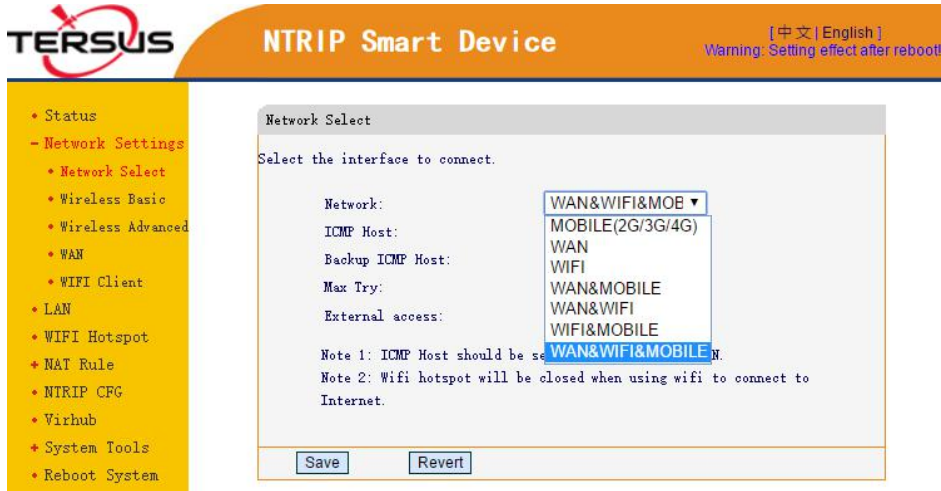 TERSUS
NTRIP Smart Device
[ 中文 | English ]
Warning: Setting effect after reboot!
Status
Network Settings
Network Select
Wireless Basic
Wireless Advanced
WAN
WIFI Client
LAN
WIFI Hotspot
NAT Rule
NTRIP CFG
Virhub
System Tools
Reboot System
Network Select
Select the interface to connect.
Network: WAN&WIFI&MOB
ICMP Host:
Backup ICMP Host:
Max Try:
External access:
MOBILE(2G/3G/4G)
WAN
WIFI
WAN&MOBILE
WAN&WIFI
WIFI&MOBILE
WAN&WIFI&MOBILE
Note 1: ICMP Host should be se N.
Note 2: Wifi hotspot will be closed when using wifi to connect to
Internet.
Save Revert